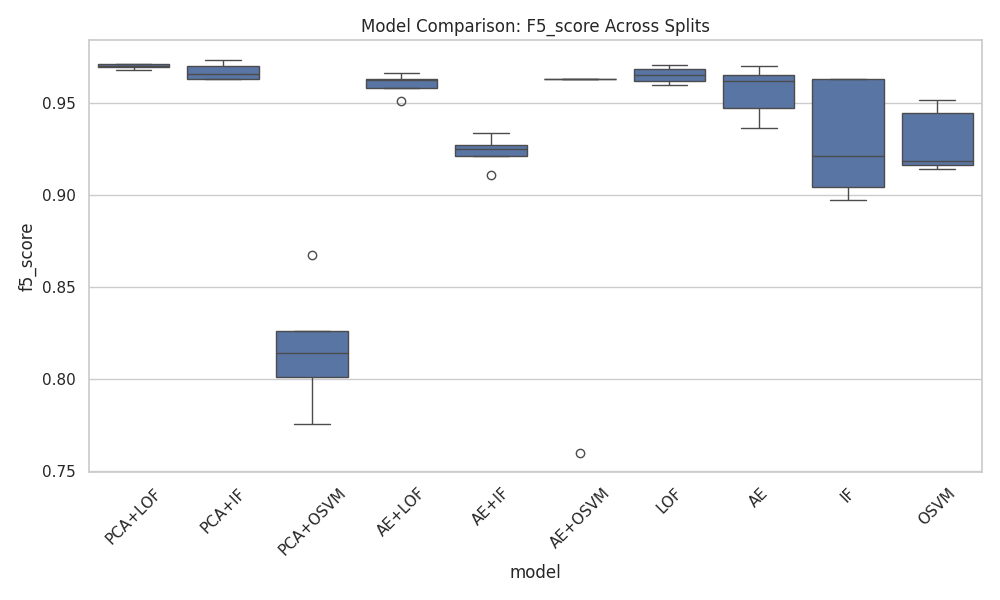 Model Comparison: F5_score Across Splits
f5_score
0.95
0.90
0.85
0.80
0.75
PCA+LOF
PCA+IF
PCA+OSVM
AE+LOF
AE+IF
AE+OSVM
LOF
AE
IF
OSVM
model